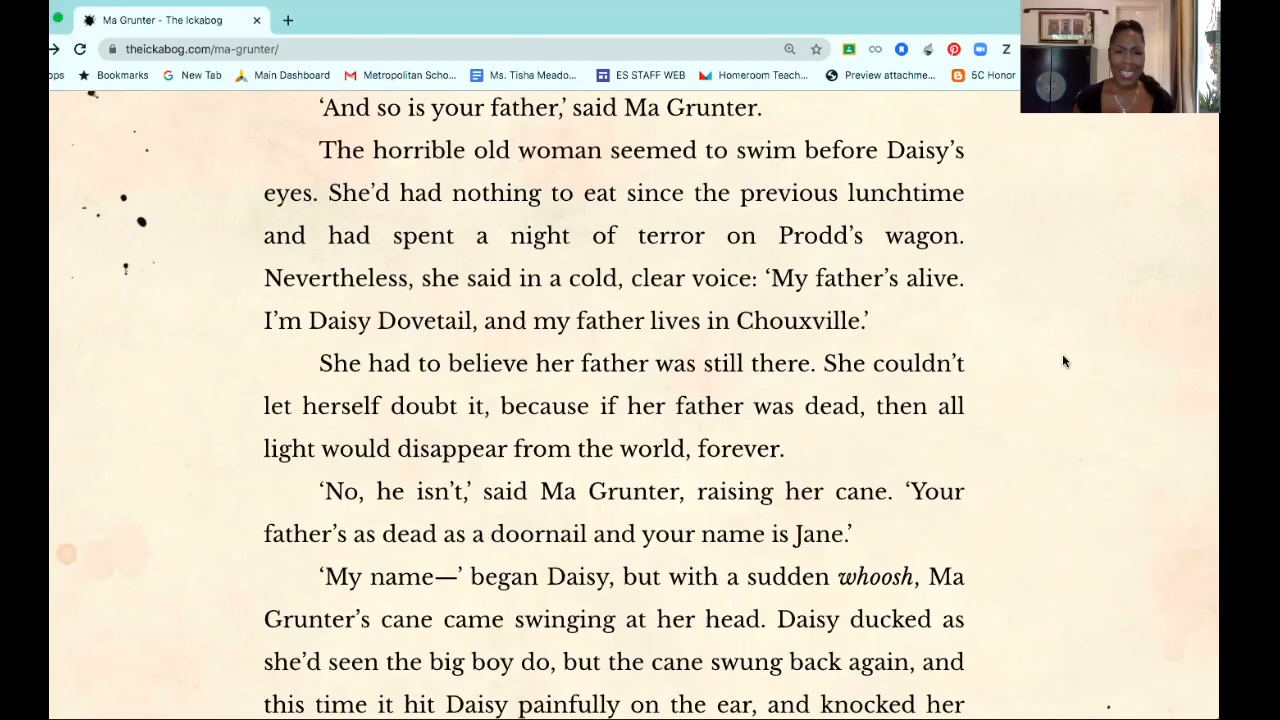 Ma Grunter - The Ickabog
theickabog.com/ma-grunter/
ops Bookmarks New Tab Main Dashboard Metropolitan Scho... Ms. Tisha Meado... ES STAFF WEB Homeroom Teach... Preview attachme... 5C Honor
‘And so is your father,’ said Ma Grunter.
The horrible old woman seemed to swim before Daisy’s
eyes. She’d had nothing to eat since the previous lunchtime
and had spent a night of terror on Prodd’s wagon.
Nevertheless, she said in a cold, clear voice: ‘My father’s alive.
I’m Daisy Dovetail, and my father lives in Chouxville.’
She had to believe her father was still there. She couldn’t
let herself doubt it, because if her father was dead, then all
light would disappear from the world, forever.
‘No, he isn’t,’ said Ma Grunter, raising her cane. ‘Your
father’s as dead as a doornail and your name is Jane.’
‘My name—’ began Daisy, but with a sudden whoosh, Ma
Grunter’s cane came swinging at her head. Daisy ducked as
she’d seen the big boy do, but the cane swung back again, and
this time it hit Daisy painfully on the ear, and knocked her